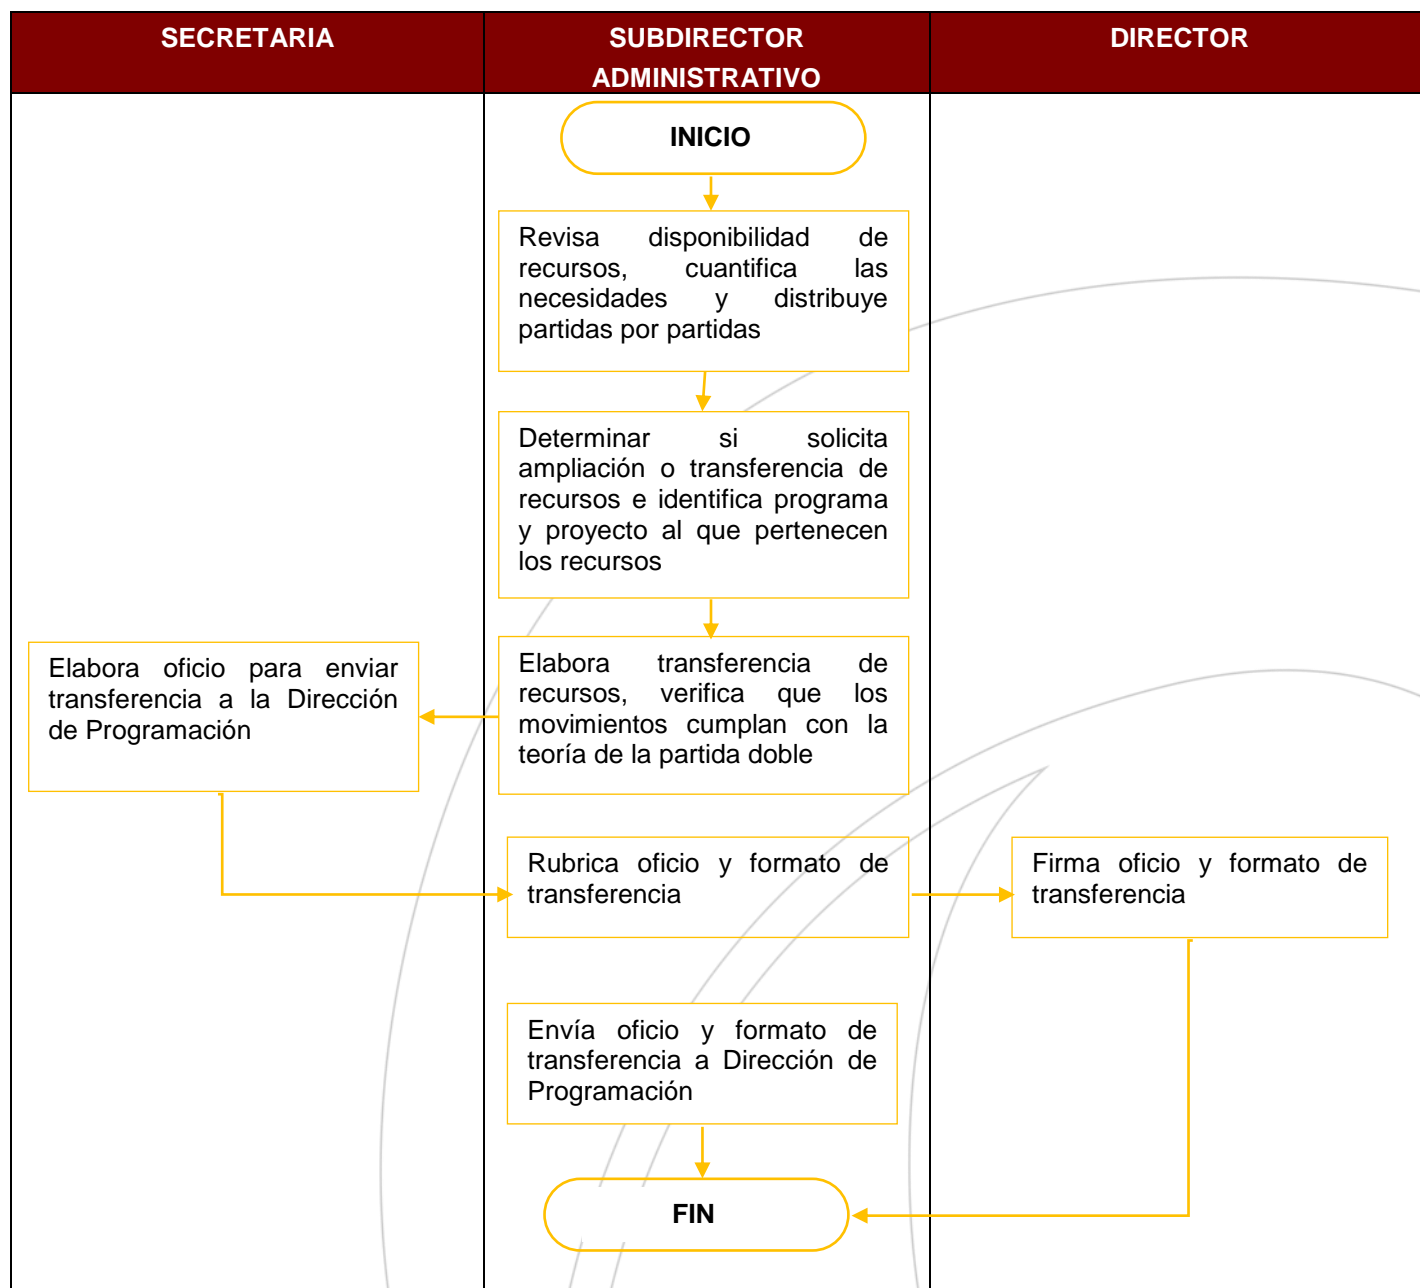 SECRETARIA
SUBDIRECTOR
ADMINISTRATIVO
DIRECTOR
INICIO
Revisa disponibilidad de
recursos, cuantifica las
necesidades y distribuye
partidas por partidas
Determinar si solicita
ampliación o transferencia de
recursos e identifica programa
y proyecto al que pertenecen
los recursos
Elabora transferencia de
recursos, verifica que los
movimientos cumplan con la
teoría de la partida doble
Elabora oficio para enviar
transferencia a la Dirección
de Programación
Rubrica oficio y formato de
transferencia
Firma oficio y formato de
transferencia
Envía oficio y formato de
transferencia a Dirección de
Programación
FIN